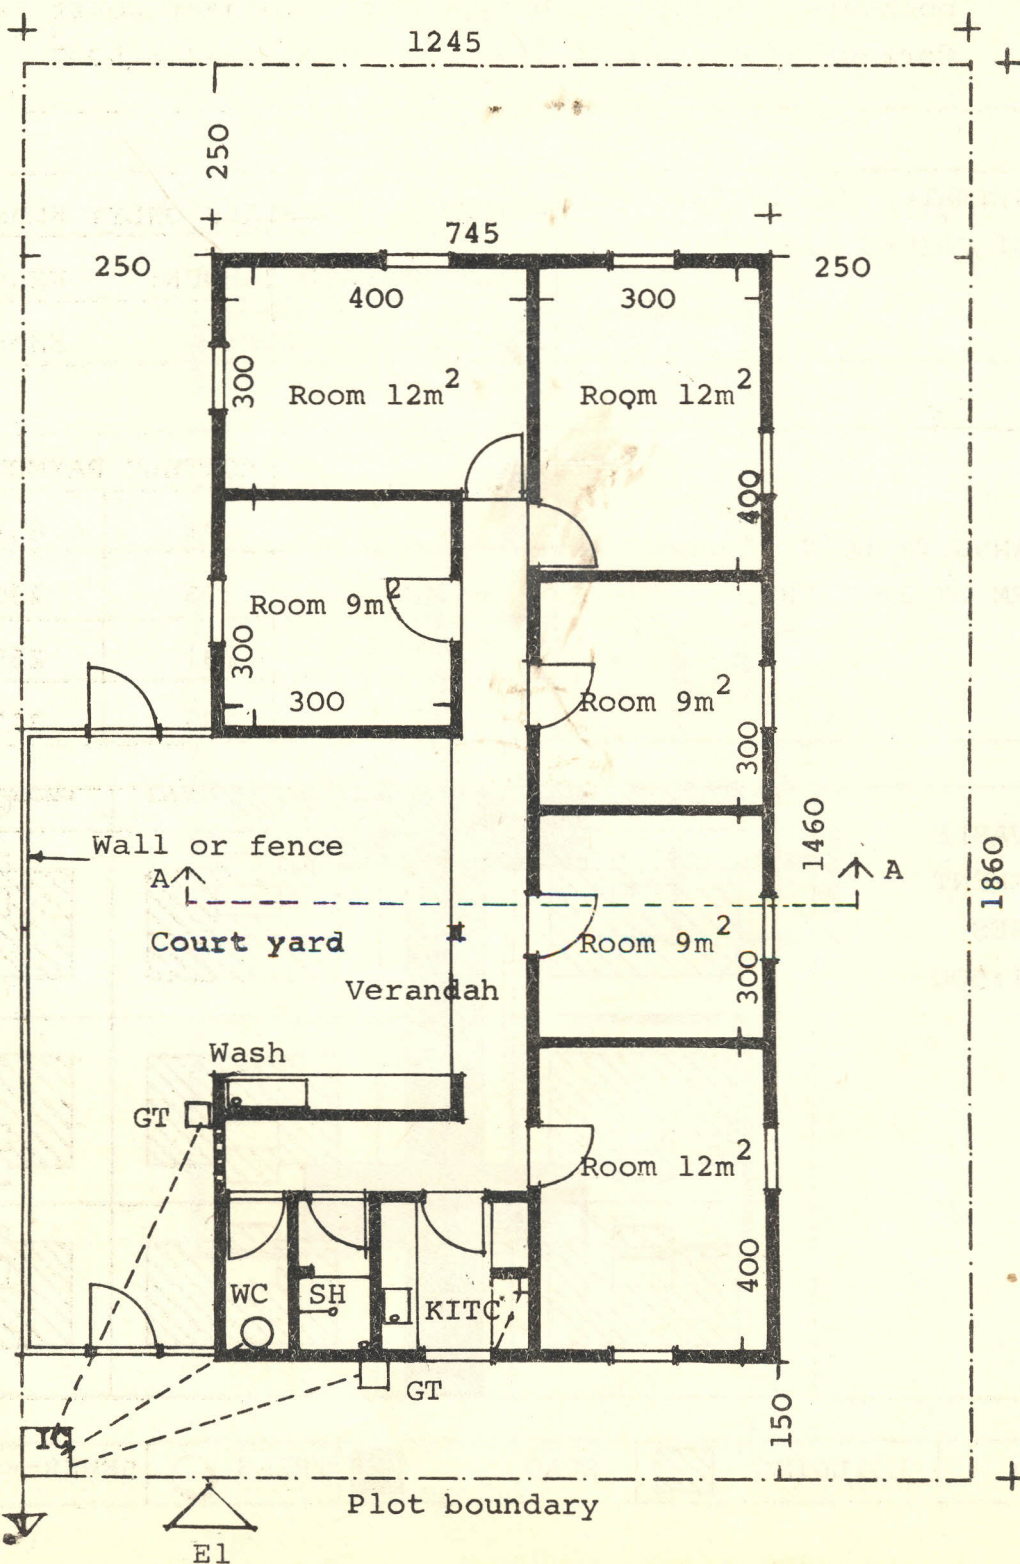 1245
250
745
250
250
400
300
300
Room 12m²
Room 12m²
400
Room 9m²
300
300
Room 9m²
300
Wall or fence
1460
A
A
1860
Court yard
Room 9m²
Verandah
300
Wash
GT
Room 12m²
400
WC
SH
KITC
GT
150
IC
Plot boundary
El